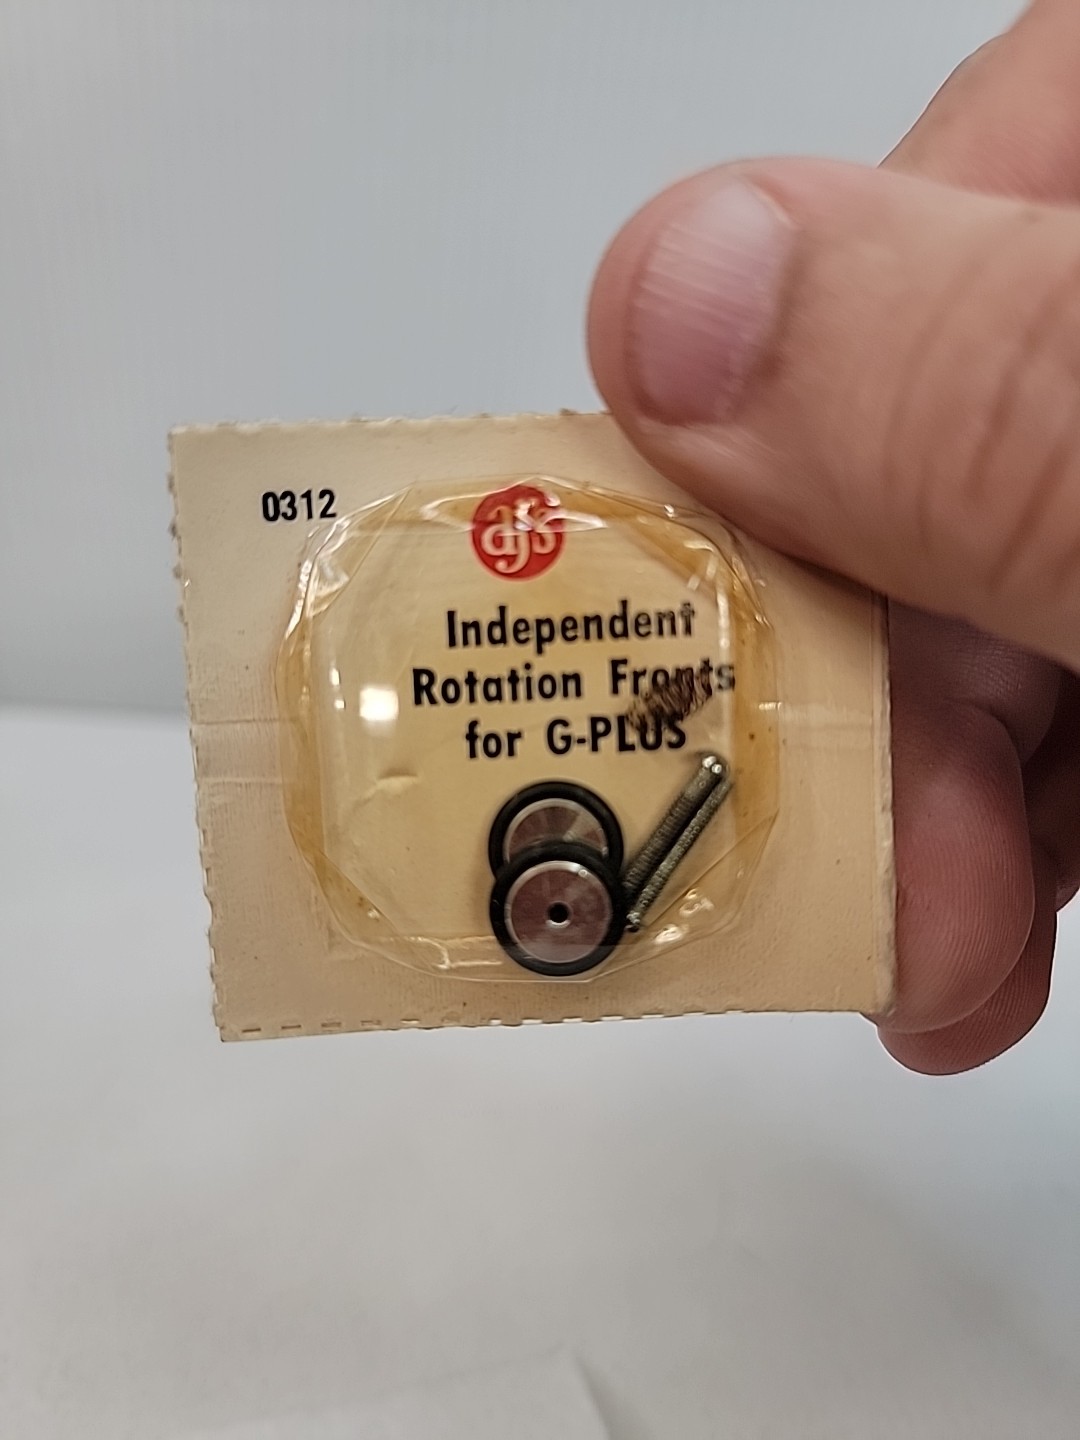 0312
ajs
Independent
Rotation Fronts
for G-PLUS